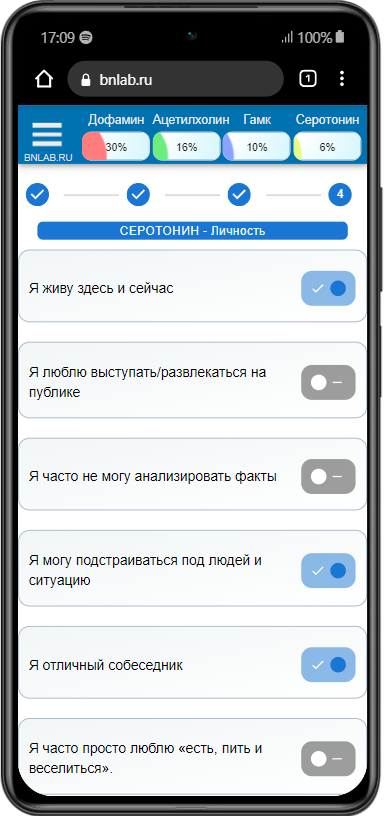 17:09 100%
bnlab.ru 1
Дофамин Ацетилхолин Гамк Серотонин
BNLAB.RU 30% 16% 10% 6%
4
СЕРОТОНИН - Личность
Я живу здесь и сейчас
Я люблю выступать/развлекаться на
публике
Я часто не могу анализировать факты
Я могу подстраиваться под людей и
ситуацию
Я отличный собеседник
Я часто просто люблю «есть, пить и
веселиться».